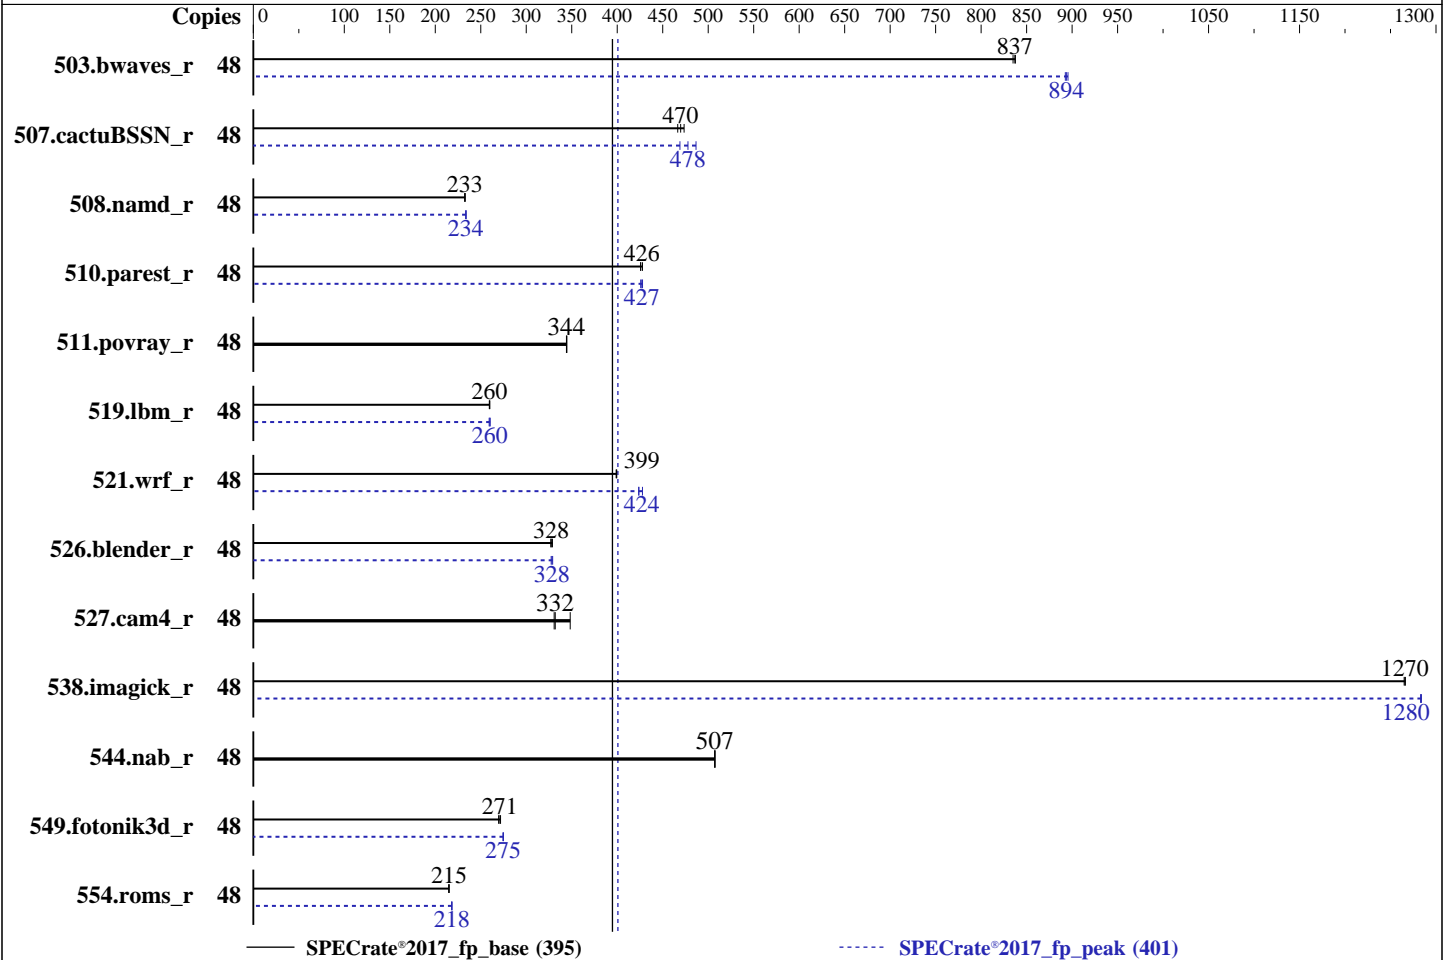 Copies 0 100 150 200 250 300 350 400 450 500 550 600 650 700 750 800 850 900 950 1050 1150 1300
837
503.bwaves_r 48
894
470
507.cactuBSSN_r 48
478
233
508.namd_r 48
234
426
510.parest_r 48
427
344
511.povray_r 48
260
519.lbm_r 48
260
399
521.wrf_r 48
424
328
526.blender_r 48
328
332
527.cam4_r 48
1270
538.imagick_r 48
1280
507
544.nab_r 48
271
549.fotonik3d_r 48
275
215
554.roms_r 48
218
SPECrate®2017_fp_base (395) SPECrate®2017_fp_peak (401)